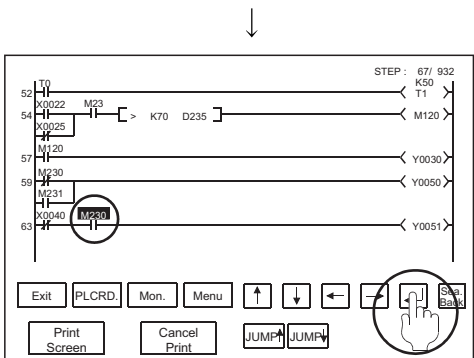 STEP : 67/ 932
T0 K50
52 T1
X0022 M23
54 > K70 D235 M120
X0025
M120
57 Y0030
M230
59 Y0050
M231
X0040 M230
63 Y0051
Exit PLCRD. Mon. Menu ↑ ↓ ← → Sea. Back
Print Screen Cancel Print JUMP↑ JUMP↓